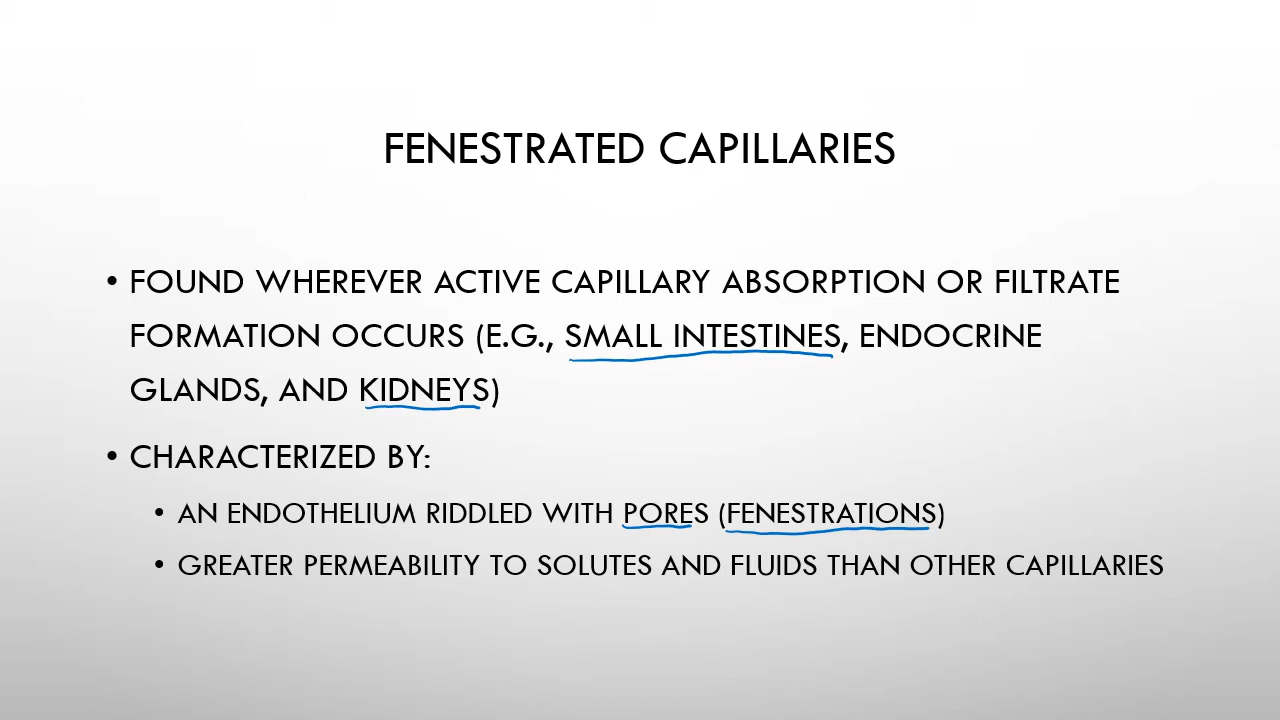 FENESTRATED CAPILLARIES
• FOUND WHEREVER ACTIVE CAPILLARY ABSORPTION OR FILTRATE
FORMATION OCCURS (E.G., SMALL INTESTINES, ENDOCRINE
GLANDS, AND KIDNEYS)
• CHARACTERIZED BY:
• AN ENDOTHELIUM RIDDLED WITH PORES (FENESTRATIONS)
• GREATER PERMEABILITY TO SOLUTES AND FLUIDS THAN OTHER CAPILLARIES